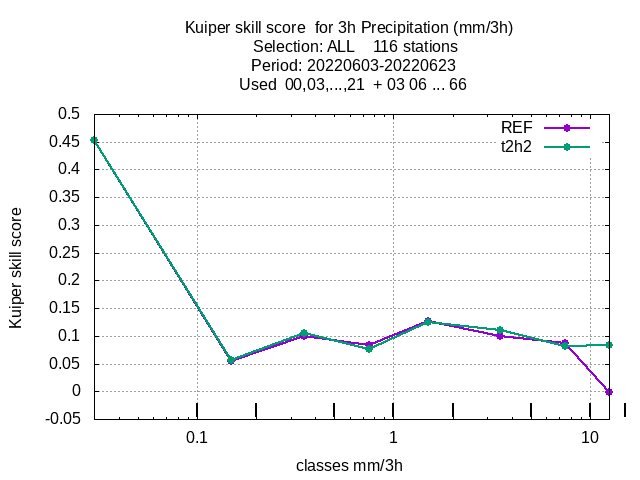 Kuiper skill score  for 3h Precipitation (mm/3h)
Selection: ALL    116 stations
Period: 20220603-20220623
Used  00,03,...,21  + 03 06 ... 66
REF
t2h2
0.5
0.45
0.4
0.35
0.3
0.25
0.2
0.15
0.1
0.05
0
-0.05
Kuiper skill score
0.1
1
10
classes mm/3h